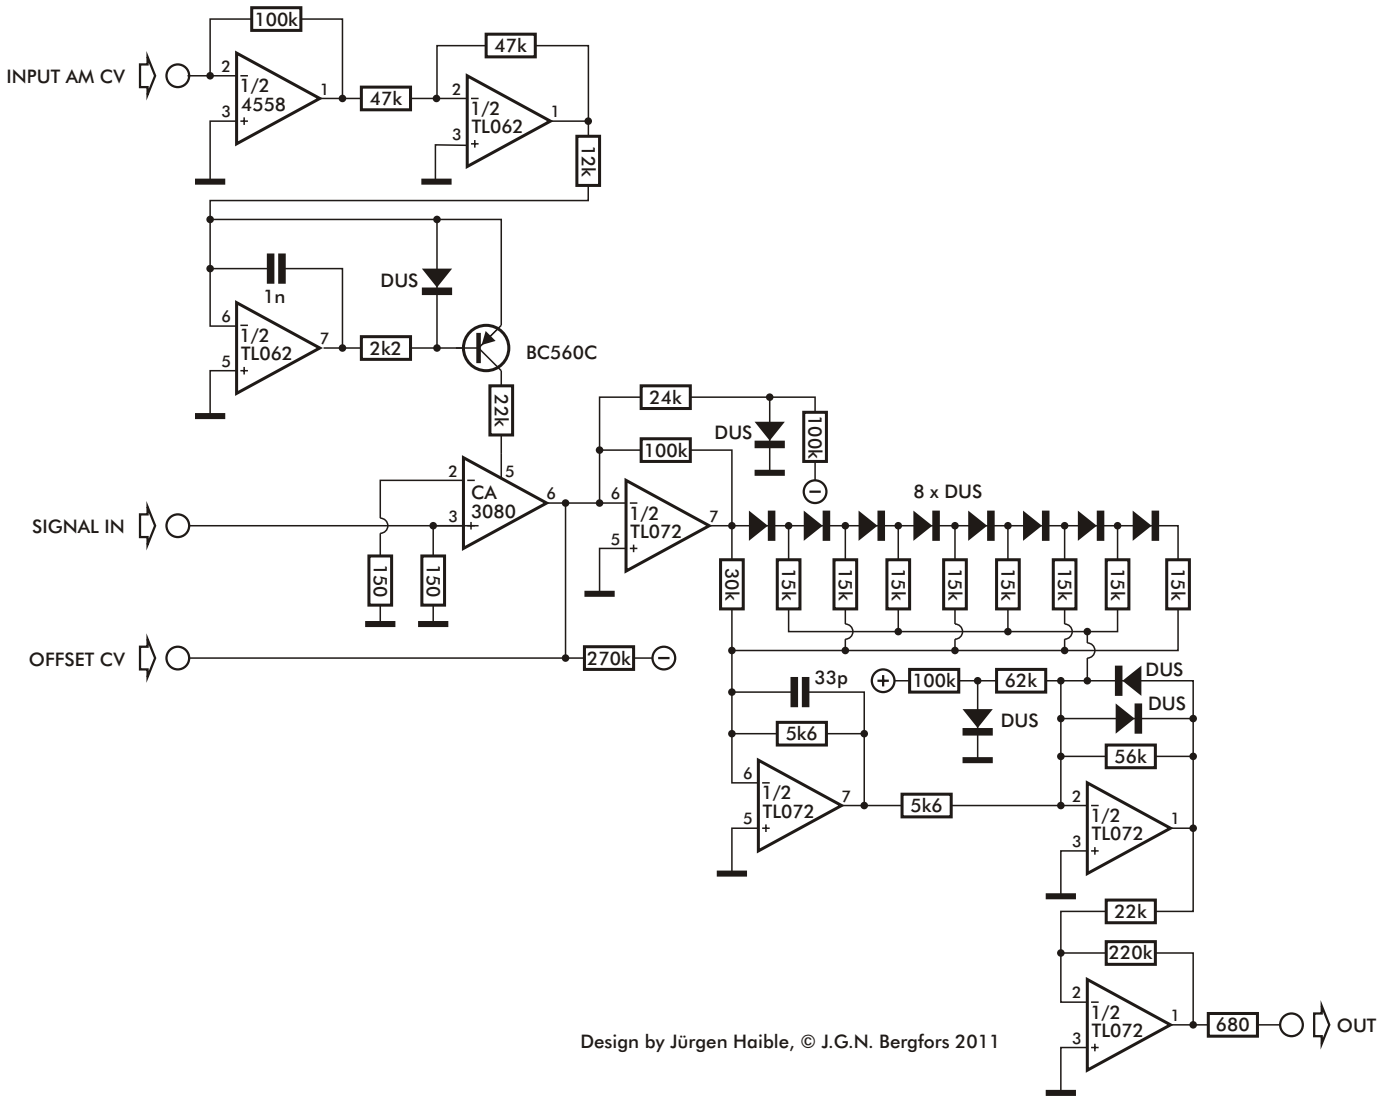 100k
INPUT AM CV
2
1/2
4558
3
+
1
47k
47k
2
1/2
TL062
3
+
1
12k
1n
DUS
6
1/2
TL062
5
+
7
2k2
BC560C
22k
24k
100k
DUS
100k
−
SIGNAL IN
2
−
CA
3080
3
+
5
6
150
150
6
1/2
TL072
5
+
7
8 x DUS
30k
15k
15k
15k
15k
15k
15k
15k
15k
OFFSET CV
270k
−
33p
5k6
+
100k
62k
DUS
DUS
DUS
56k
6
1/2
TL072
5
+
7
5k6
2
1/2
TL072
3
+
1
22k
220k
2
1/2
TL072
3
+
1
680
OUT
Design by Jürgen Haible, © J.G.N. Bergfors 2011